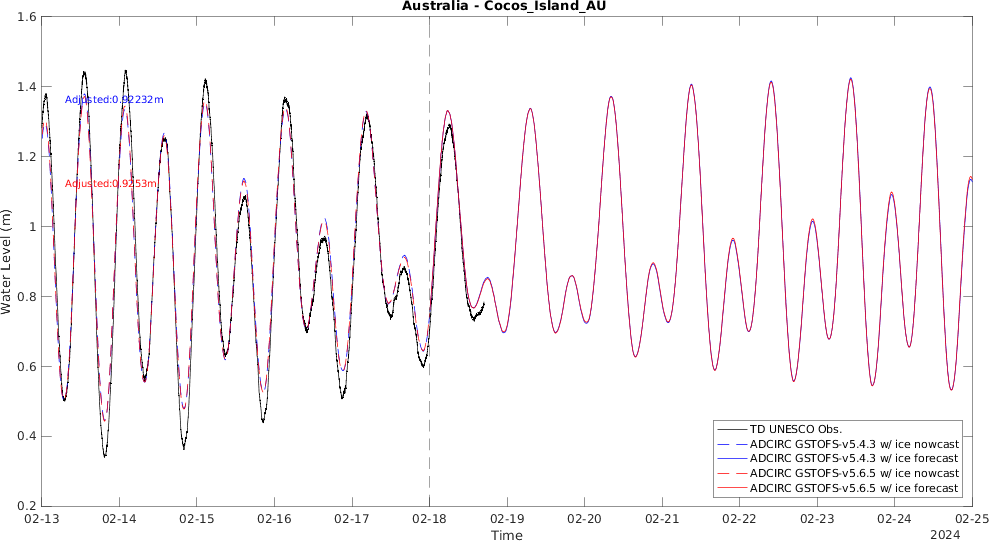 Australia - Cocos_Island_AU
1.6
1.4
1.2
1
0.8
0.6
0.4
0.2
Water Level (m)
Adjusted:0.92232m
Adjusted:0.9253m
TD UNESCO Obs.
ADCIRC GSTOFS-v5.4.3 w/ ice nowcast
ADCIRC GSTOFS-v5.4.3 w/ ice forecast
ADCIRC GSTOFS-v5.6.5 w/ ice nowcast
ADCIRC GSTOFS-v5.6.5 w/ ice forecast
02-13 02-14 02-15 02-16 02-17 02-18 02-19 02-20 02-21 02-22 02-23 02-24 02-25
Time
2024